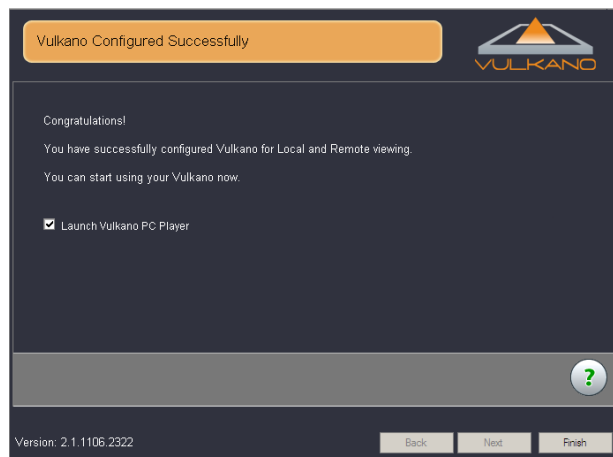 Vulkano Configured Successfully
VULKANO
Congratulations!
You have successfully configured Vulkano for Local and Remote viewing.
You can start using your Vulkano now.
Launch Vulkano PC Player
?
Version: 2.1.1106.2322
Back
Next
Finish